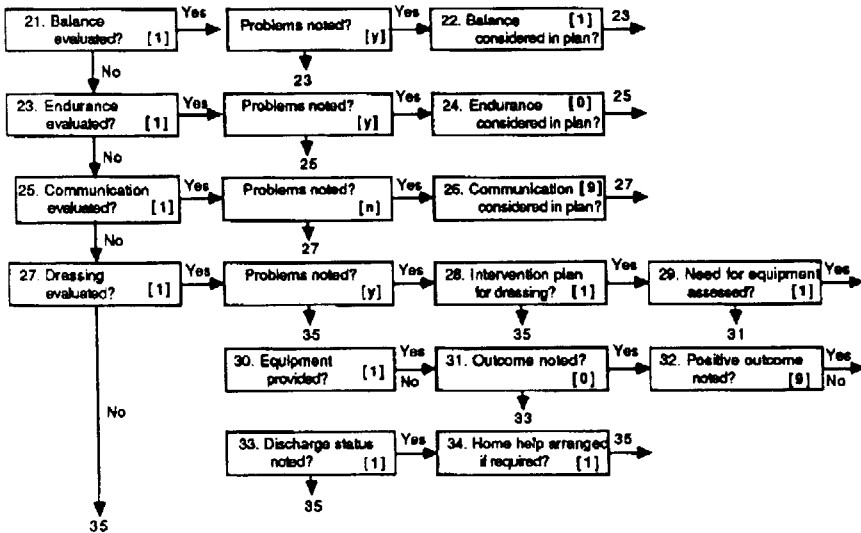 21. Balance evaluated? [1]
Yes
Problems noted? [y]
Yes
22. Balance [1] considered in plan?
23
No
23
23. Endurance evaluated? [1]
Yes
Problems noted? [y]
Yes
24. Endurance [0] considered in plan?
25
No
25
25. Communication evaluated? [1]
Yes
Problems noted? [n]
Yes
26. Communication [9] considered in plan?
27
No
27
27. Dressing evaluated? [1]
Yes
Problems noted? [y]
Yes
28. Intervention plan for dressing? [1]
Yes
29. Need for equipment assessed? [1]
Yes
35
35
31
30. Equipment provided? [1]
Yes
No
31. Outcome noted? [0]
Yes
32. Positive outcome noted? [9]
Yes
No
No
33
33. Discharge status noted? [1]
Yes
34. Home help arranged if required? [1]
35
35
35